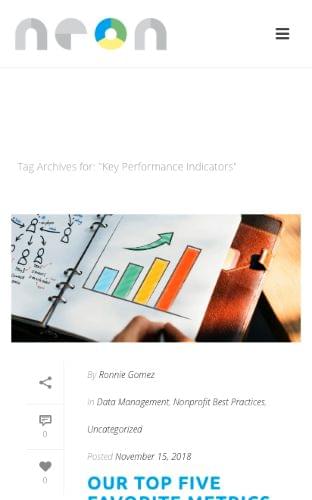 neon
Tag Archives for: "Key Performance Indicators"
By Ronnie Gomez
In Data Management, Nonprofit Best Practices,
Uncategorized
Posted November 15, 2018
0
0
OUR TOP FIVE
FAVORITE METRICS